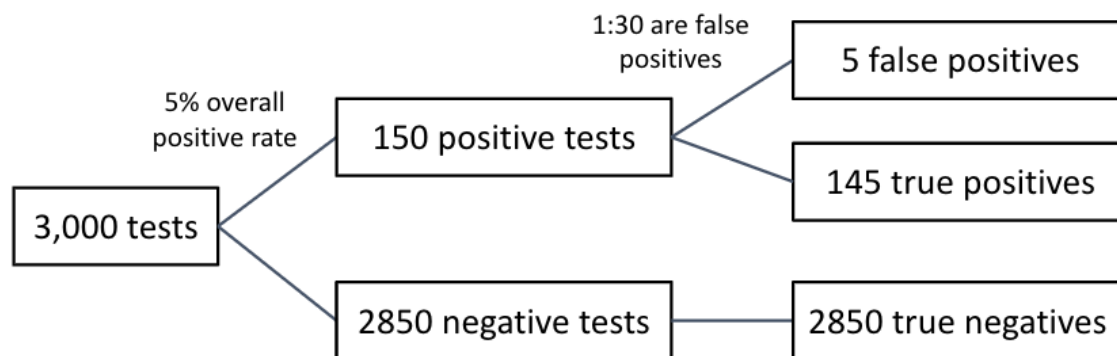 1:30 are false
positives
5 false positives
5% overall
positive rate
150 positive tests
145 true positives
3,000 tests
2850 negative tests
2850 true negatives